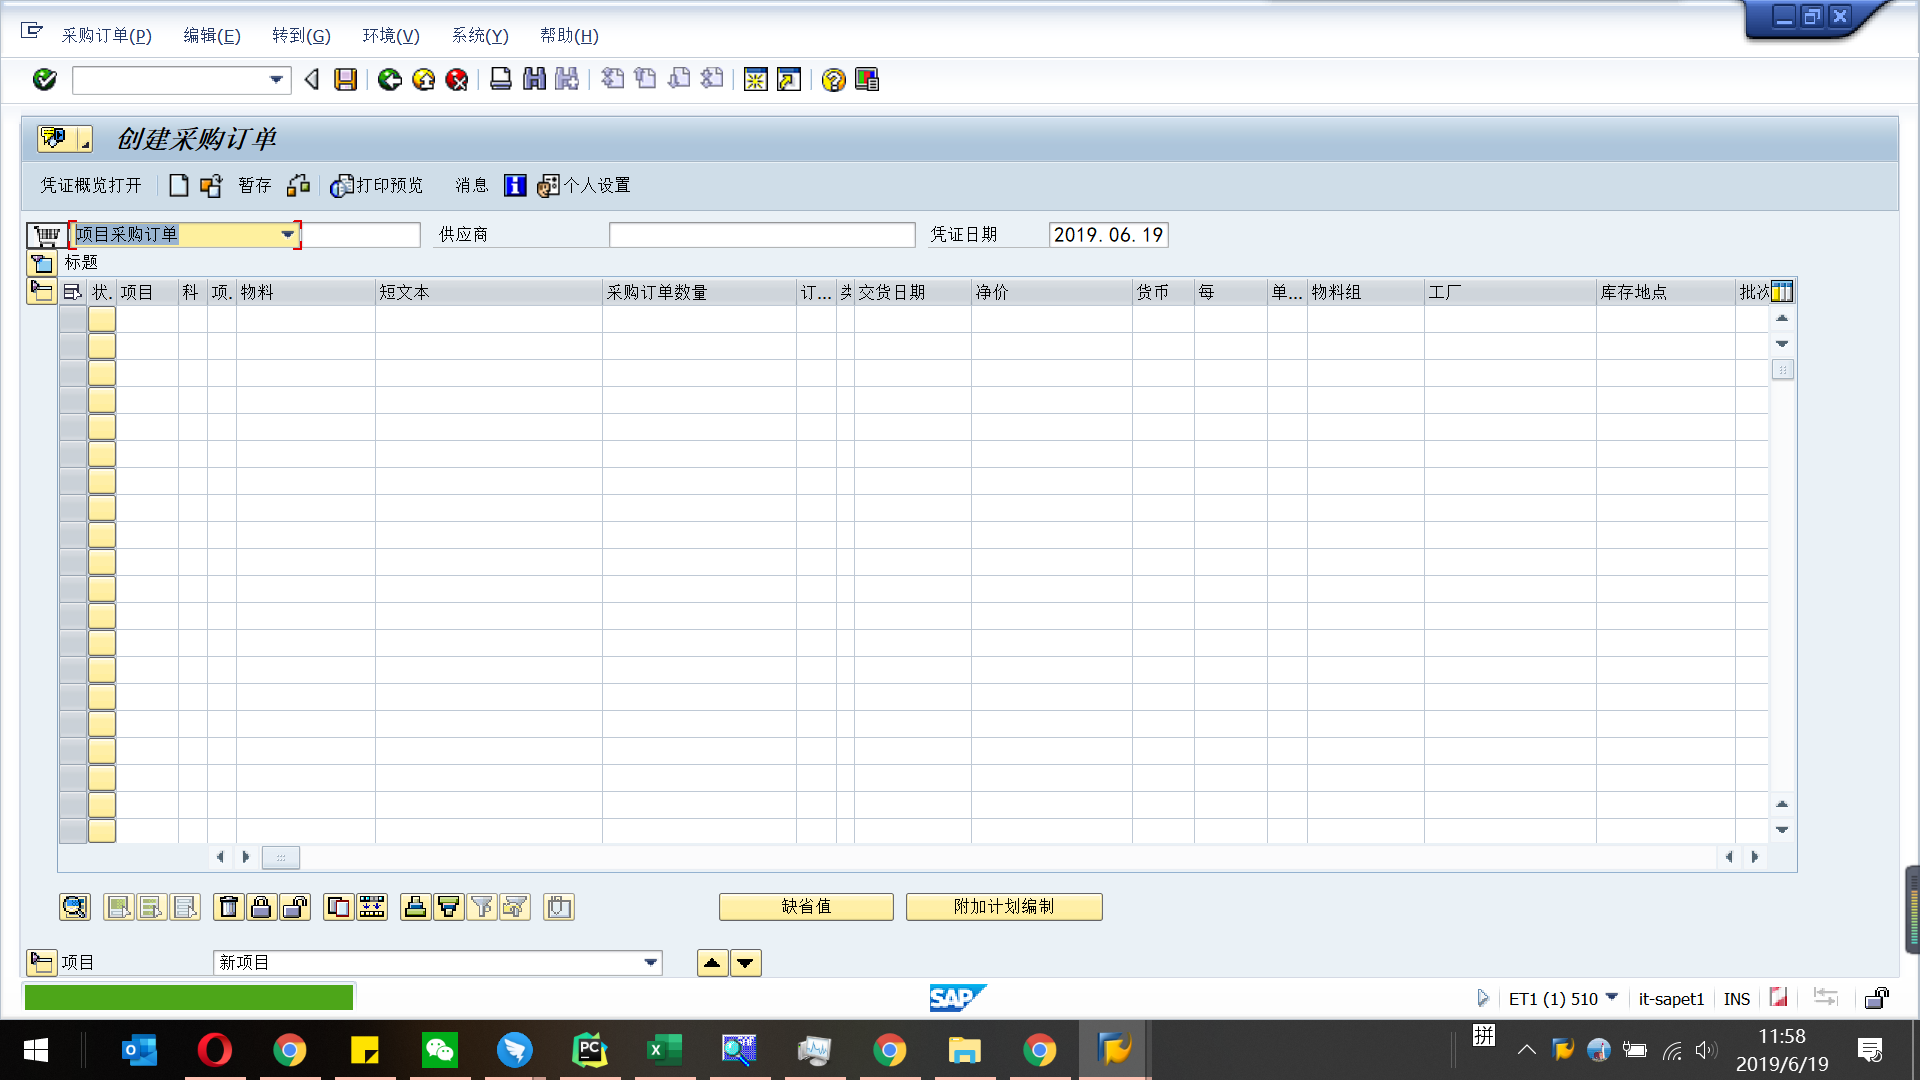 采购订单(P) 编辑(E) 转到(G) 环境(V) 系统(Y) 帮助(H)
创建采购订单
凭证概览打开 暂存 打印预览 消息 个人设置
项目采购订单 供应商 凭证日期 2019.06.19
标题
状. 项目 科 项. 物料 短文本 采购订单数量 订... 交货日期 净价 货币 每 单... 物料组 工厂 库存地点 批次
缺省值 附加计划编制
项目 新项目
SAP ET1 (1) 510 it-sapet1 INS
拼
11:58
2019/6/19